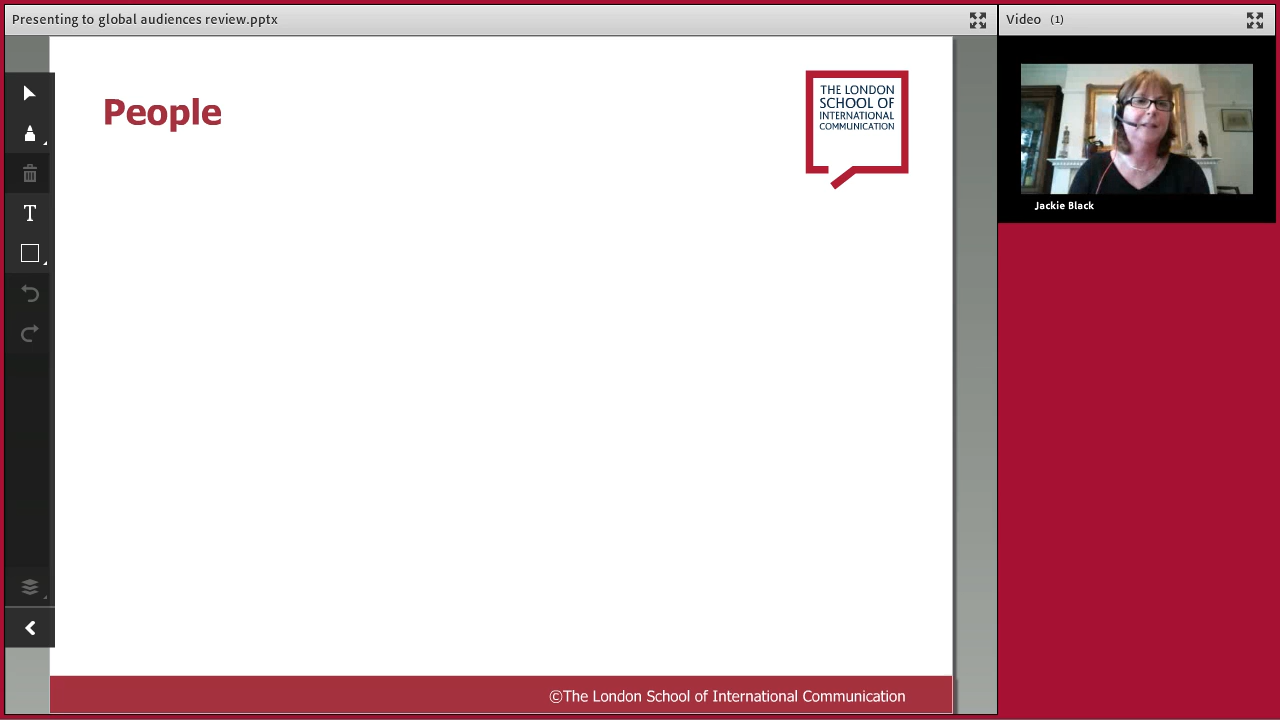 Presenting to global audiences review.pptx
Video (1)
People
THE LONDON
SCHOOL OF
INTERNATIONAL
COMMUNICATION
Jackie Black
T
©The London School of International Communication